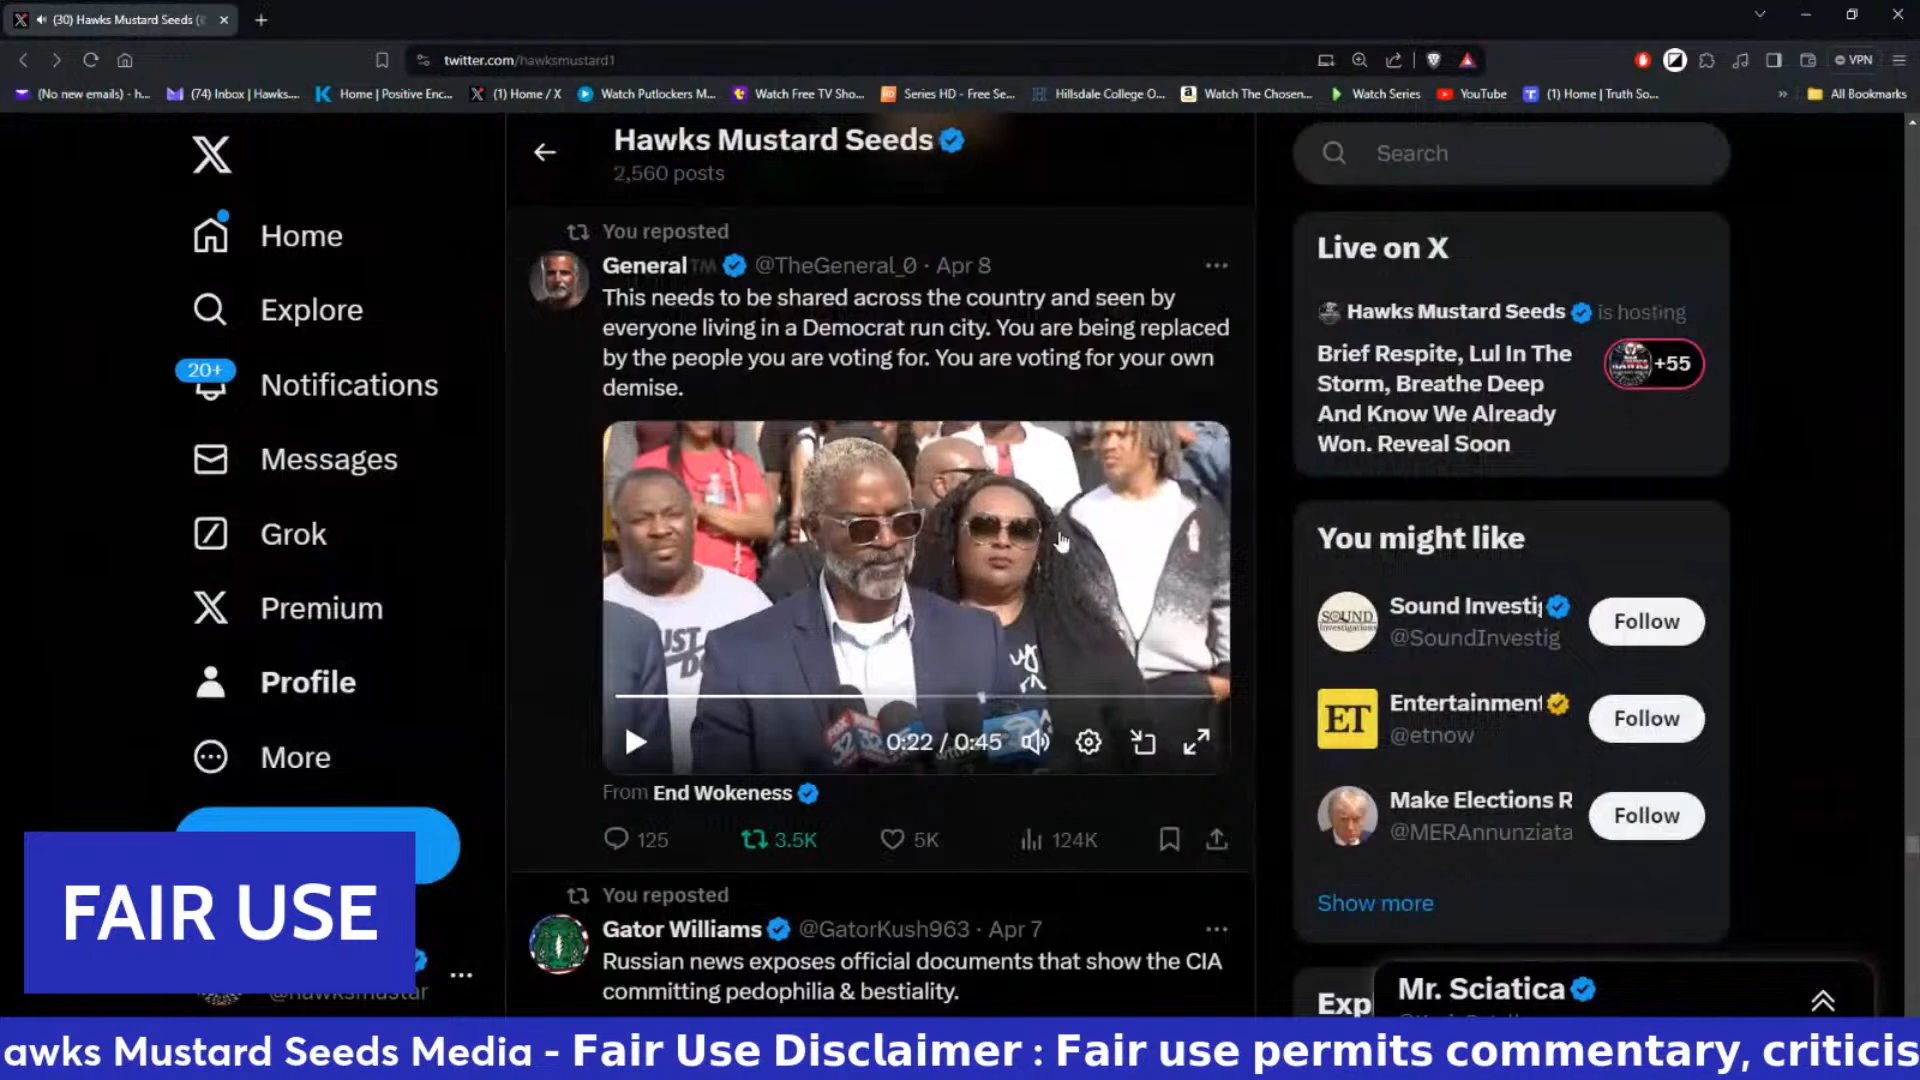 (30) Hawks Mustard Seeds (
twitter.com/hawksmustard1
VPN
(No new emails) - h...
(74) Inbox | Hawks....
Home | Positive Enc...
(1) Home / X
Watch Putlockers M...
Watch Free TV Sho...
Series HD - Free Se...
Hillsdale College O...
Watch The Chosen...
Watch Series
YouTube
(1) Home | Truth So...
All Bookmarks
Home
Explore
20+
Notifications
Messages
Grok
Premium
Profile
More
Hawks Mustard Seeds
2,560 posts
You reposted
General™ @TheGeneral_0 · Apr 8
This needs to be shared across the country and seen by
everyone living in a Democrat run city. You are being replaced
by the people you are voting for. You are voting for your own
demise.
FOX
32
0:22 / 0:45
From End Wokeness
125 3.5K 5K 124K
You reposted
Gator Williams @GatorKush963 · Apr 7
Russian news exposes official documents that show the CIA
committing pedophilia & bestiality.
Search
Live on X
Hawks Mustard Seeds is hosting
Brief Respite, Lul In The
Storm, Breathe Deep
And Know We Already
Won. Reveal Soon
+55
You might like
SOUND
Investigations
Sound Investi
@SoundInvestig
Follow
ET
Entertainment
@etnow
Follow
Make Elections R
@MERAnnunziata
Follow
Show more
Exp
Mr. Sciatica
FAIR USE
@hawksmustar
awks Mustard Seeds Media - Fair Use Disclaimer : Fair use permits commentary, criticis